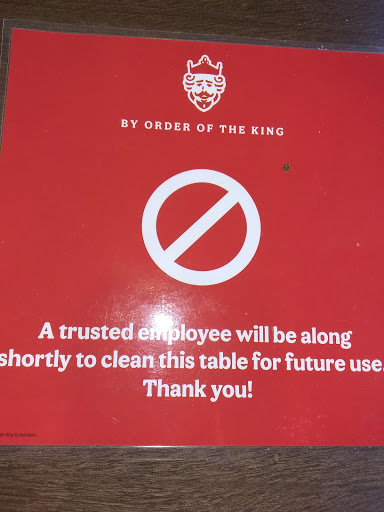 BY ORDER OF THE KING
A trusted employee will be along
shortly to clean this table for future use.
Thank you!